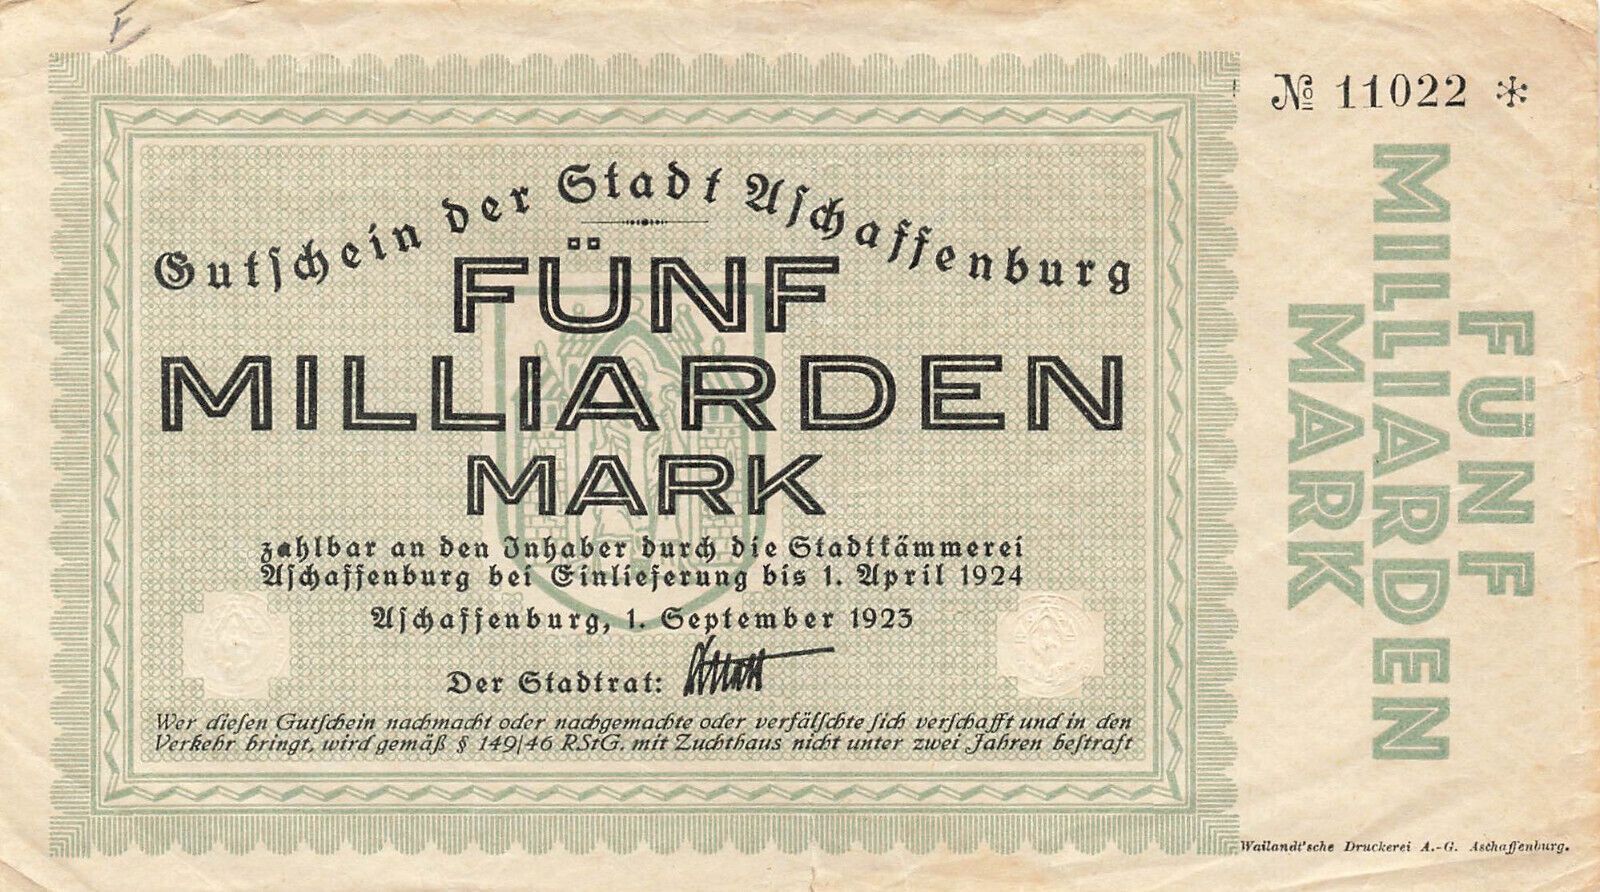 № 11022 *
Gutſchein der Stadt Aſchaffenburg
FÜNF
MILLIARDEN
MARK
zahlbar an den Inhaber durch die Stadtkämmerei
Aſchaffenburg bei Einlieferung bis 1. April 1924
Aſchaffenburg, 1. September 1923
Der Stadtrat:
Wer dieſen Gutſchein nachmacht oder nachgemachte oder verfälſchte ſich verſchafft und in den
Verkehr bringt, wird gemäß § 149/46 RStG. mit Zuchthaus nicht unter zwei Jahren beſtraft
FÜNF
MILLIARDEN
MARK
Wailandt'sche Druckerei A.-G. Aschaffenburg.